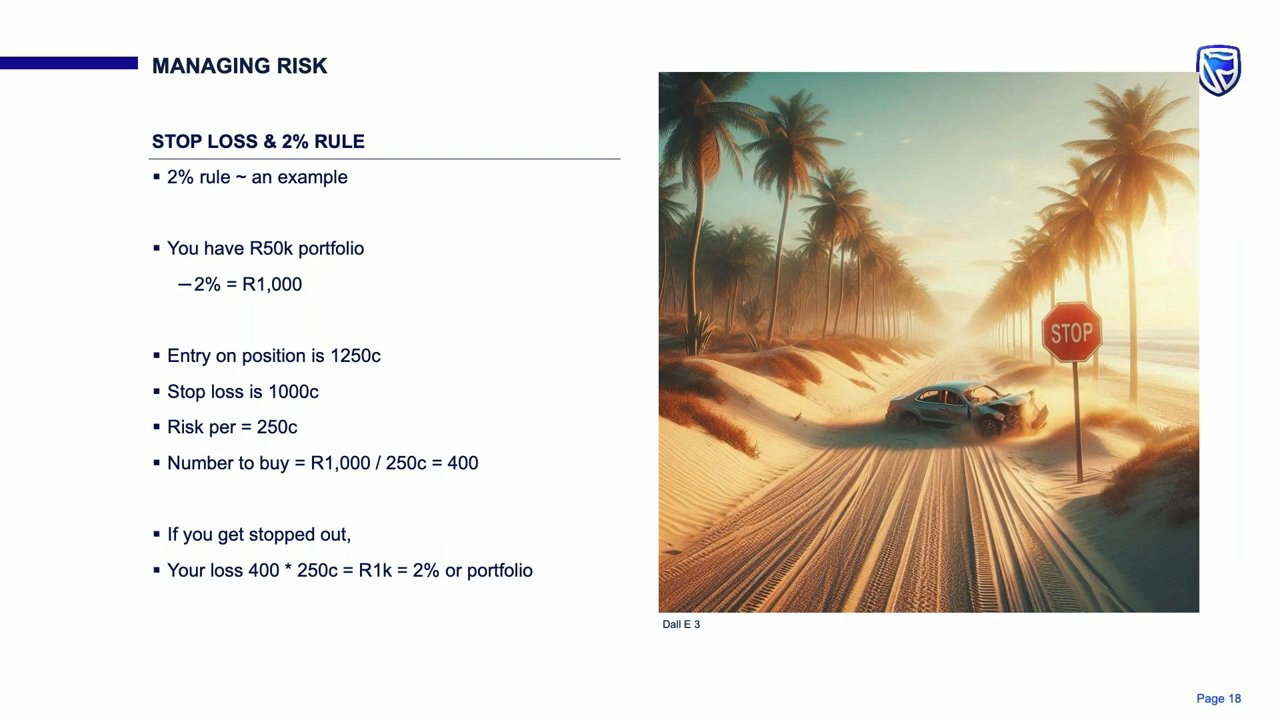 MANAGING RISK
STOP LOSS & 2% RULE
▪ 2% rule ~ an example
▪ You have R50k portfolio
–2% = R1,000
▪ Entry on position is 1250c
▪ Stop loss is 1000c
▪ Risk per = 250c
▪ Number to buy = R1,000 / 250c = 400
▪ If you get stopped out,
▪ Your loss 400 * 250c = R1k = 2% or portfolio
STOP
Dall E 3
Page 18